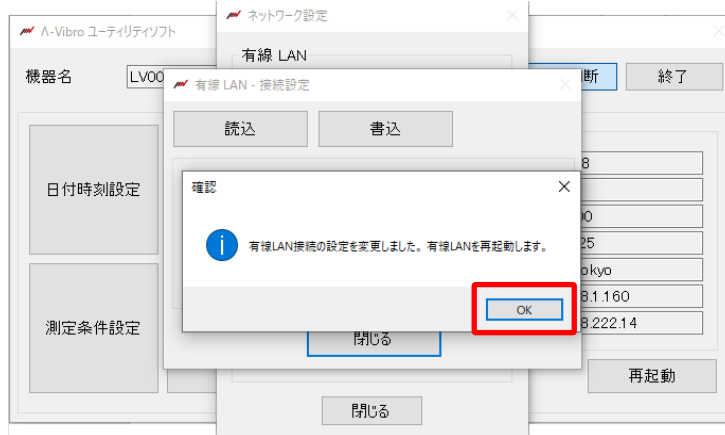 ネットワーク設定
Λ-Vibro ユーティリティソフト
有線 LAN
機器名
LV00
断
終了
有線 LAN - 接続設定
読込
書込
日付時刻設定
確認
有線LAN接続の設定を変更しました。有線LANを再起動します。
OK
8
00
25
okyo
8.1.160
8.222.14
測定条件設定
閉じる
再起動
閉じる